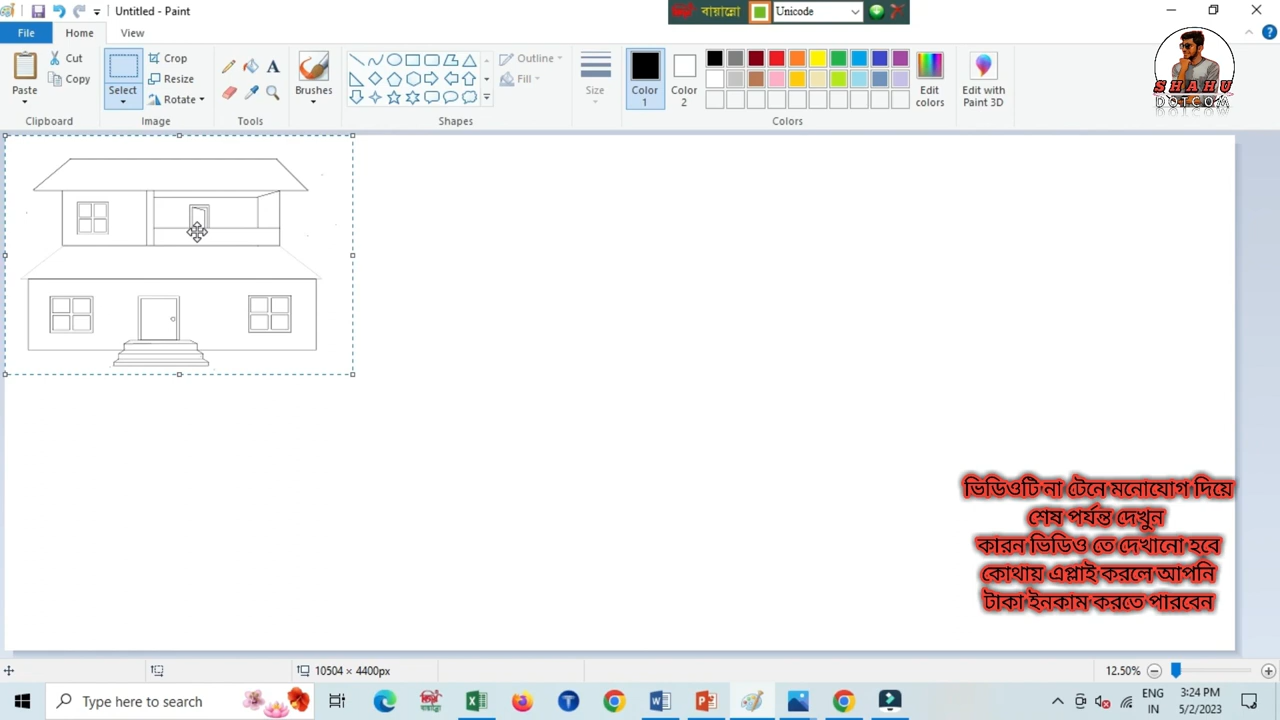 Untitled - Paint
বায়ান্নো
Unicode
File
Home
View
Paste
Cut
Copy
Clipboard
Select
Crop
Resize
Rotate
Image
A
Tools
Brushes
Outline
Fill
Shapes
Size
Color 1
Color 2
Edit colors
Colors
Edit with Paint 3D
SHAHU
DOTCOM
ভিডিওটি না টেনে মনোযোগ দিয়ে
শেষ পর্যন্ত দেখুন
কারন ভিডিও তে দেখানো হবে
কোথায় এপ্লাই করলে আপনি
টাকা ইনকাম করতে পারবেন
10504 × 4400px
12.50%
Type here to search
ENG
IN
3:24 PM
5/2/2023